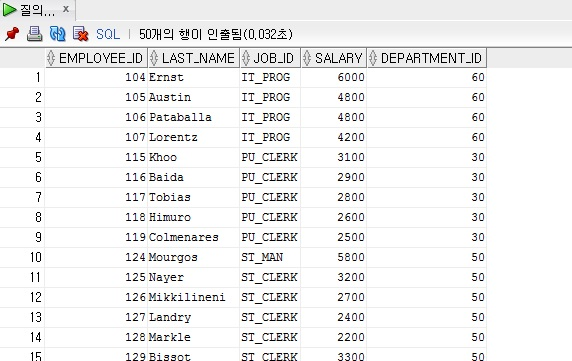 질의... x
SQL | 50개의 행이 인출됨(0,032초)
EMPLOYEE_ID LAST_NAME JOB_ID SALARY DEPARTMENT_ID
1 104 Ernst IT_PROG 6000 60
2 105 Austin IT_PROG 4800 60
3 106 Pataballa IT_PROG 4800 60
4 107 Lorentz IT_PROG 4200 60
5 115 Khoo PU_CLERK 3100 30
6 116 Baida PU_CLERK 2900 30
7 117 Tobias PU_CLERK 2800 30
8 118 Himuro PU_CLERK 2600 30
9 119 Colmenares PU_CLERK 2500 30
10 124 Mourgos ST_MAN 5800 50
11 125 Nayer ST_CLERK 3200 50
12 126 Mikkilineni ST_CLERK 2700 50
13 127 Landry ST_CLERK 2400 50
14 128 Markle ST_CLERK 2200 50
15 129 Bissot ST_CLERK 3300 50